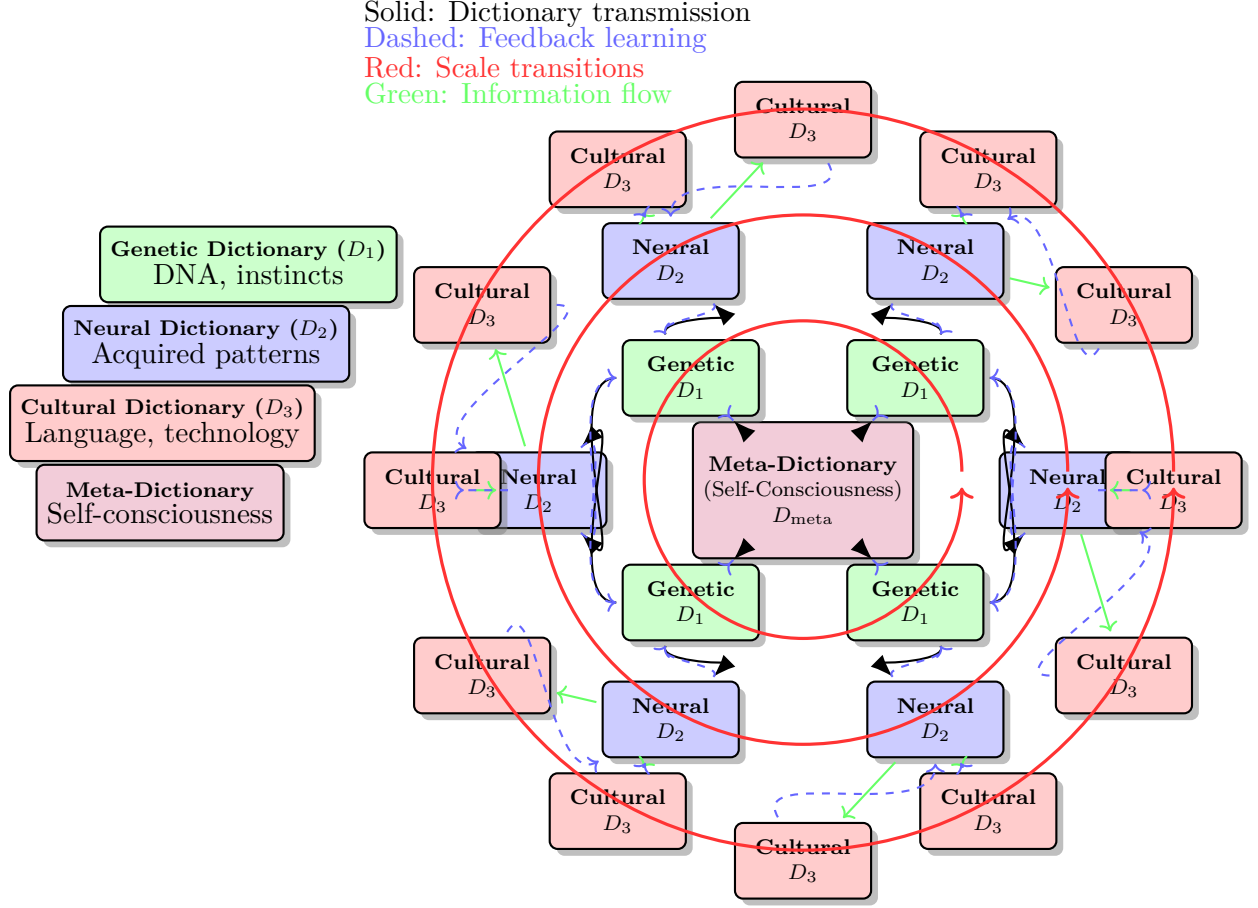 Solid: Dictionary transmission
Dashed: Feedback learning
Red: Scale transitions
Green: Information flow
Cultural
D₃
Cultural
D₃
Cultural
D₃
Genetic Dictionary (D₁)
DNA, instincts
Neural
D₂
Neural
D₂
Cultural
D₃
Cultural
D₃
Neural Dictionary (D₂)
Acquired patterns
Genetic
D₁
Genetic
D₁
Cultural Dictionary (D₃)
Language, technology
Meta-Dictionary
Self-consciousness
Cultural
D₃
Neural
D₂
Meta-Dictionary
(Self-Consciousness)
D_meta
Neural
D₂
Cultural
D₃
Genetic
D₁
Genetic
D₁
Cultural
D₃
Cultural
D₃
Neural
D₂
Neural
D₂
Cultural
D₃
Cultural
D₃
Cultural
D₃